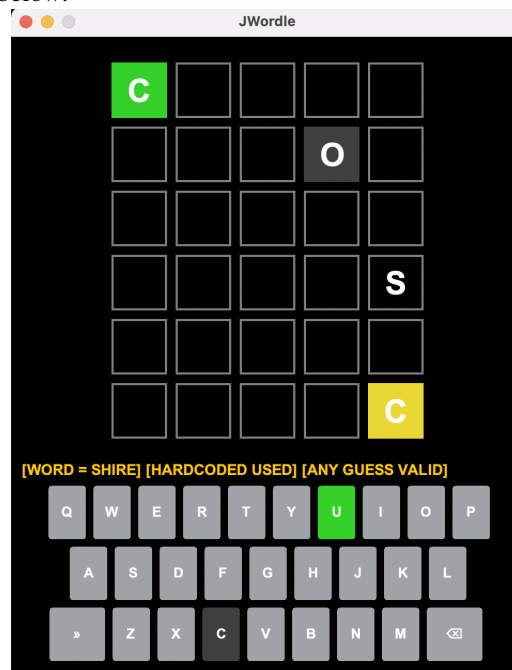 JWordle
C
O
S
C
[WORD = SHIRE] [HARDCODED USED] [ANY GUESS VALID]
Q W E R T Y U I O P
A S D F G H J K L
» Z X C V B N M ⌫